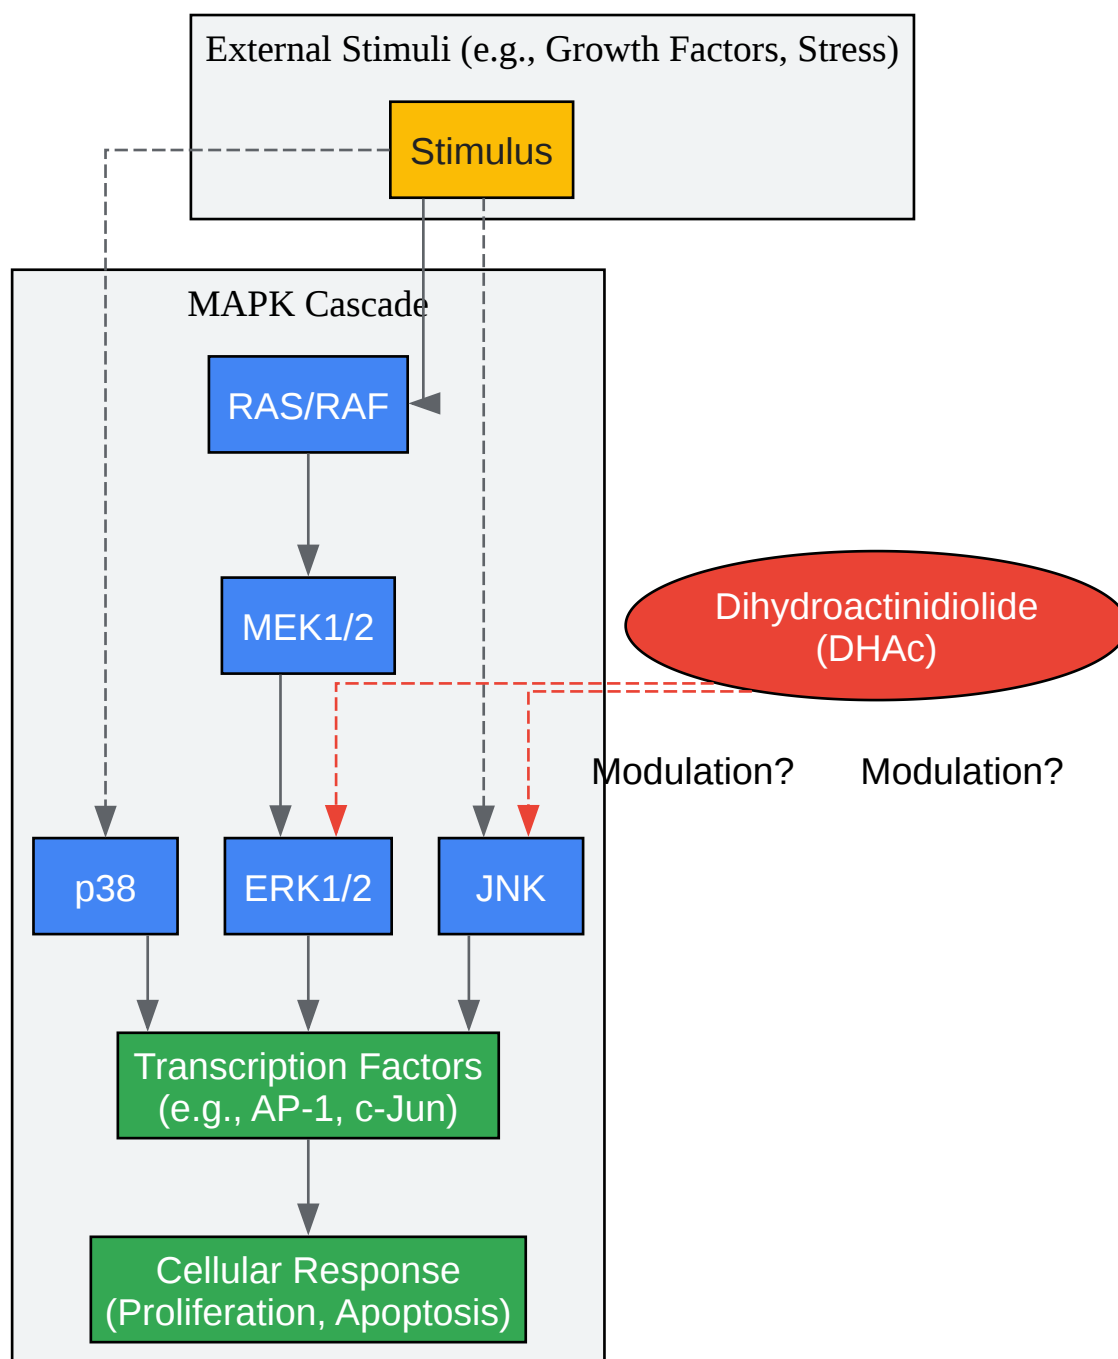 External Stimuli (e.g., Growth Factors, Stress)
Stimulus
MAPK Cascade
RAS/RAF
MEK1/2
Dihydroactinidiolide
(DHAc)
Modulation?
Modulation?
p38
ERK1/2
JNK
Transcription Factors
(e.g., AP-1, c-Jun)
Cellular Response
(Proliferation, Apoptosis)